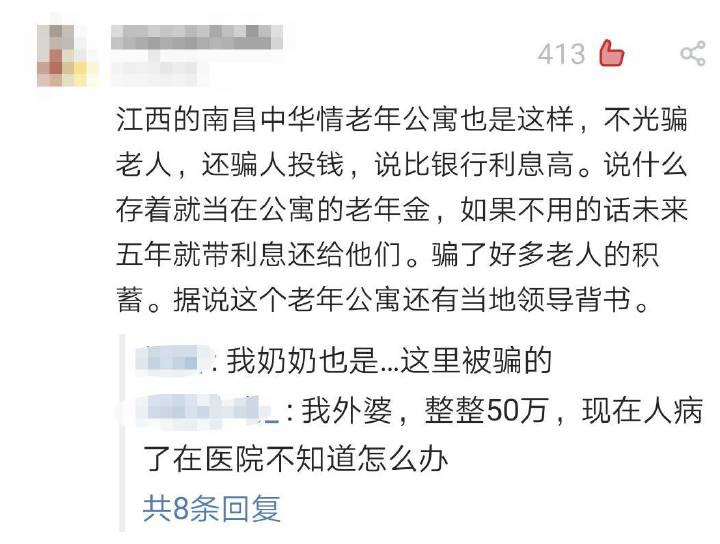 413
江西的南昌中华情老年公寓也是这样，不光骗
老人，还骗人投钱，说比银行利息高。说什么
存着就当在公寓的老年金，如果不用的话未来
五年就带利息还给他们。骗了好多老人的积
蓄。据说这个老年公寓还有当地领导背书。
: 我奶奶也是...这里被骗的
: 我外婆，整整50万，现在人病
了在医院不知道怎么办
共8条回复